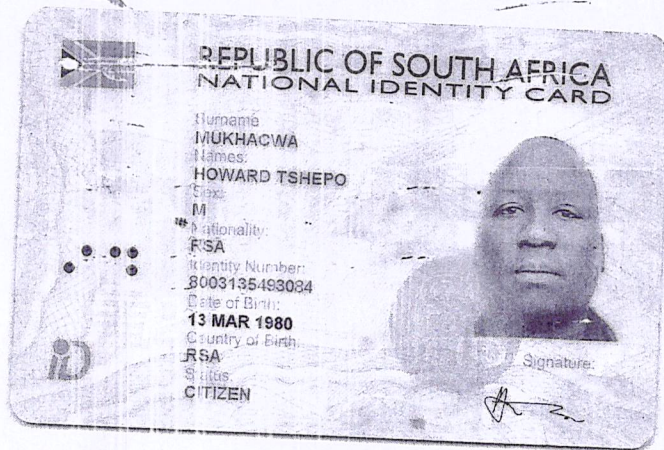 REPUBLIC OF SOUTH AFRICA
NATIONAL IDENTITY CARD
Surname
MUKHACWA
Names:
HOWARD TSHEPO
Sex:
M
Nationality:
RSA
Identity Number:
8003135493084
Date of Birth:
13 MAR 1980
Country of Birth:
RSA
Status:
CITIZEN
Signature:
iD